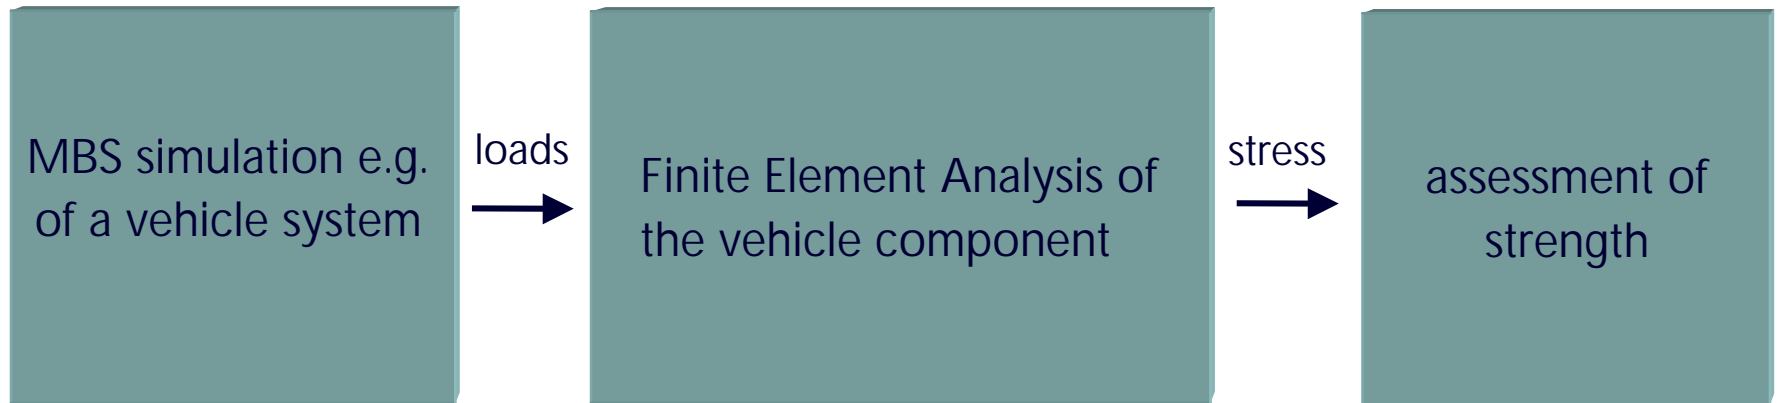 MBS simulation e.g.
of a vehicle system
loads
Finite Element Analysis of
the vehicle component
stress
assessment of
strength